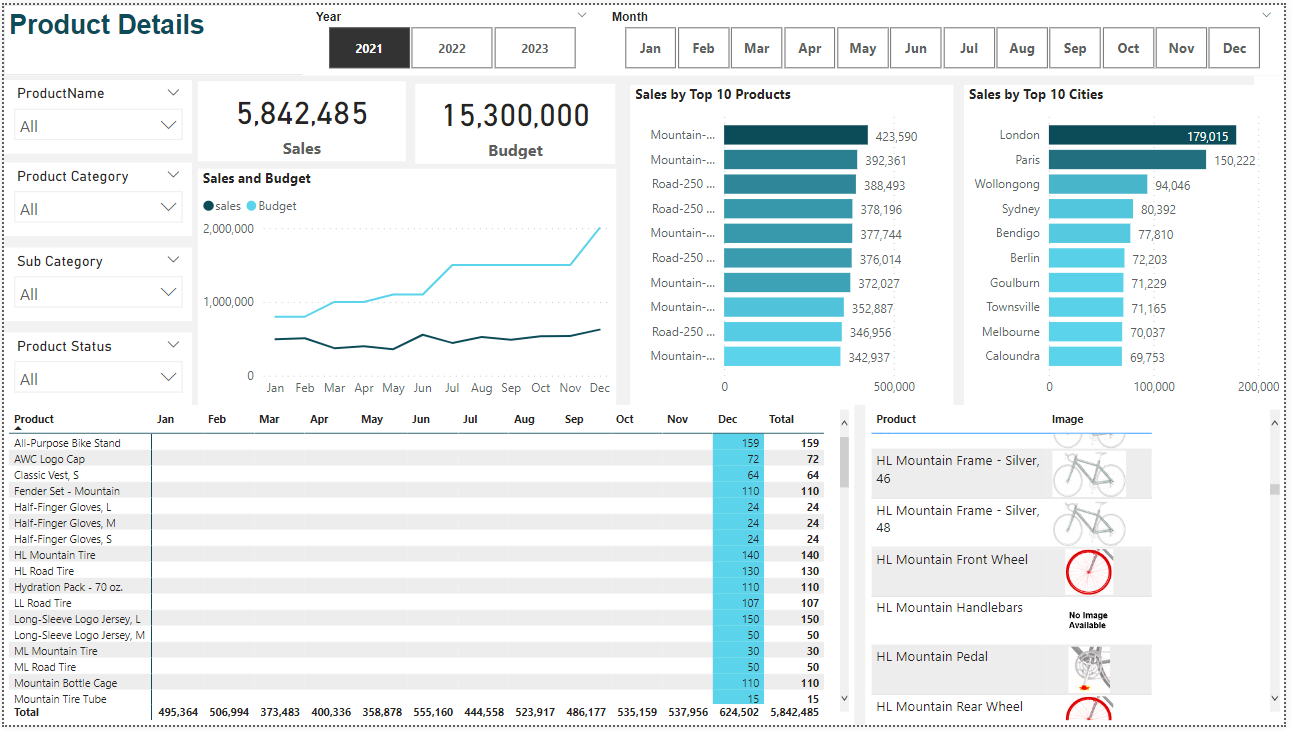 Product Details
Year
2021 2022 2023
Month
Jan Feb Mar Apr May Jun Jul Aug Sep Oct Nov Dec
ProductName
All
Product Category
All
Sub Category
All
Product Status
All
5,842,485
Sales
15,300,000
Budget
Sales and Budget
sales Budget
2,000,000
1,000,000
0
Jan Feb Mar Apr May Jun Jul Aug Sep Oct Nov Dec
Sales by Top 10 Products
Mountain-... 423,590
Mountain-... 392,361
Road-250 ... 388,493
Road-250 ... 378,196
Mountain-... 377,744
Road-250 ... 376,014
Mountain-... 372,027
Mountain-... 352,887
Road-250 ... 346,956
Mountain-... 342,937
0 500,000
Sales by Top 10 Cities
London 179,015
Paris 150,222
Wollongong 94,046
Sydney 80,392
Bendigo 77,810
Berlin 72,203
Goulburn 71,229
Townsville 71,165
Melbourne 70,037
Caloundra 69,753
0 100,000 200,000
Product Jan Feb Mar Apr May Jun Jul Aug Sep Oct Nov Dec Total
All-Purpose Bike Stand 159 159
AWC Logo Cap 72 72
Classic Vest, S 64 64
Fender Set - Mountain 110 110
Half-Finger Gloves, L 24 24
Half-Finger Gloves, M 24 24
Half-Finger Gloves, S 24 24
HL Mountain Tire 140 140
HL Road Tire 130 130
Hydration Pack - 70 oz. 110 110
LL Road Tire 107 107
Long-Sleeve Logo Jersey, L 150 150
Long-Sleeve Logo Jersey, M 50 50
ML Mountain Tire 30 30
ML Road Tire 50 50
Mountain Bottle Cage 110 110
Mountain Tire Tube 15 15
Total 495,364 506,994 373,483 400,336 358,878 555,160 444,558 523,917 486,177 535,159 537,956 624,502 5,842,485
Product Image
HL Mountain Frame - Silver,
46
HL Mountain Frame - Silver,
48
HL Mountain Front Wheel
HL Mountain Handlebars
No Image
Available
HL Mountain Pedal
HL Mountain Rear Wheel